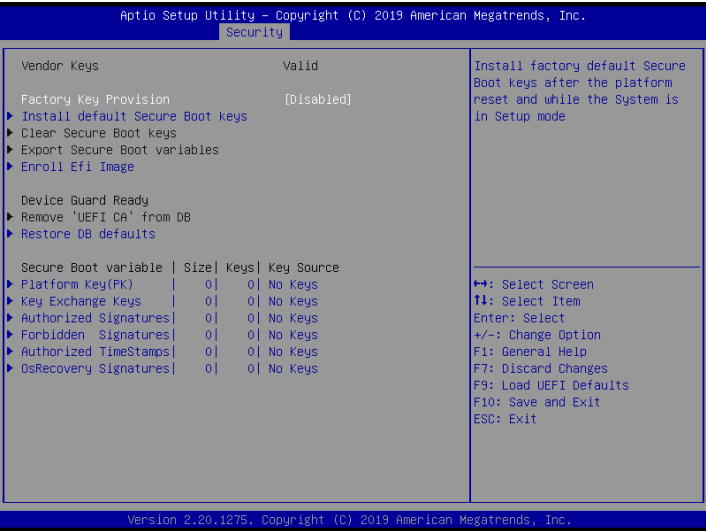 Aptio Setup Utility – Copyright (C) 2019 American Megatrends, Inc.
Security
Vendor Keys Valid
Factory Key Provision [Disabled]
Install default Secure Boot keys
Clear Secure Boot keys
Export Secure Boot variables
Enroll Efi Image
Device Guard Ready
Remove 'UEFI CA' from DB
Restore DB defaults
Secure Boot variable | Size| Keys| Key Source
Platform Key(PK) | 0| 0| No Keys
Key Exchange Keys | 0| 0| No Keys
Authorized Signatures| 0| 0| No Keys
Forbidden Signatures| 0| 0| No Keys
Authorized TimeStamps| 0| 0| No Keys
OsRecovery Signatures| 0| 0| No Keys
Install factory default Secure
Boot keys after the platform
reset and while the System is
in Setup mode
↔: Select Screen
↑↓: Select Item
Enter: Select
+/-: Change Option
F1: General Help
F7: Discard Changes
F9: Load UEFI Defaults
F10: Save and Exit
ESC: Exit
Version 2.20.1275. Copyright (C) 2019 American Megatrends, Inc.